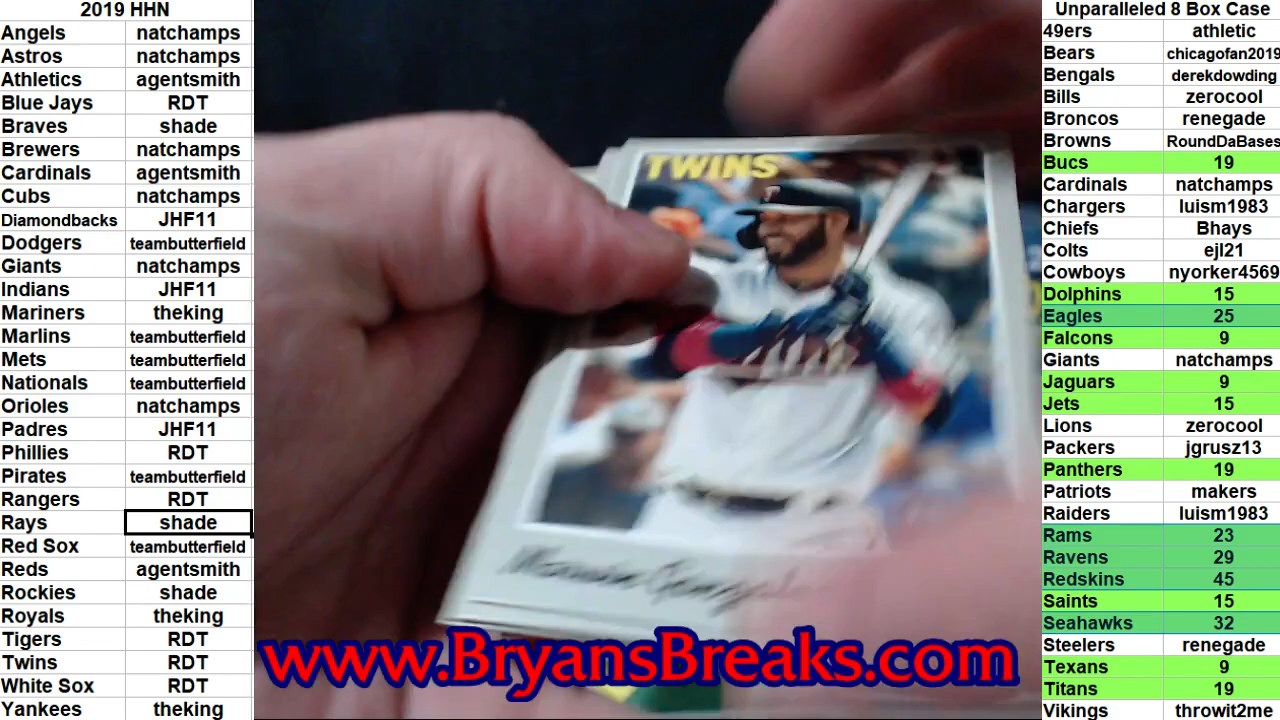 2019 HHN
Angels natchamps
Astros natchamps
Athletics agentsmith
Blue Jays RDT
Braves shade
Brewers natchamps
Cardinals agentsmith
Cubs natchamps
Diamondbacks JHF11
Dodgers teambutterfield
Giants natchamps
Indians JHF11
Mariners theking
Marlins teambutterfield
Mets teambutterfield
Nationals teambutterfield
Orioles natchamps
Padres JHF11
Phillies RDT
Pirates teambutterfield
Rangers RDT
Rays shade
Red Sox teambutterfield
Reds agentsmith
Rockies shade
Royals theking
Tigers RDT
Twins RDT
White Sox RDT
Yankees theking
TWINS
Marwin Gonzalez
www.BryansBreaks.com
Unparalleled 8 Box Case
49ers athletic
Bears chicagofan2019
Bengals derekdowding
Bills zerocool
Broncos renegade
Browns RoundDaBases
Bucs 19
Cardinals natchamps
Chargers luism1983
Chiefs Bhays
Colts ejl21
Cowboys nyorker4569
Dolphins 15
Eagles 25
Falcons 9
Giants natchamps
Jaguars 9
Jets 15
Lions zerocool
Packers jgrusz13
Panthers 19
Patriots makers
Raiders luism1983
Rams 23
Ravens 29
Redskins 45
Saints 15
Seahawks 32
Steelers renegade
Texans 9
Titans 19
Vikings throwit2me